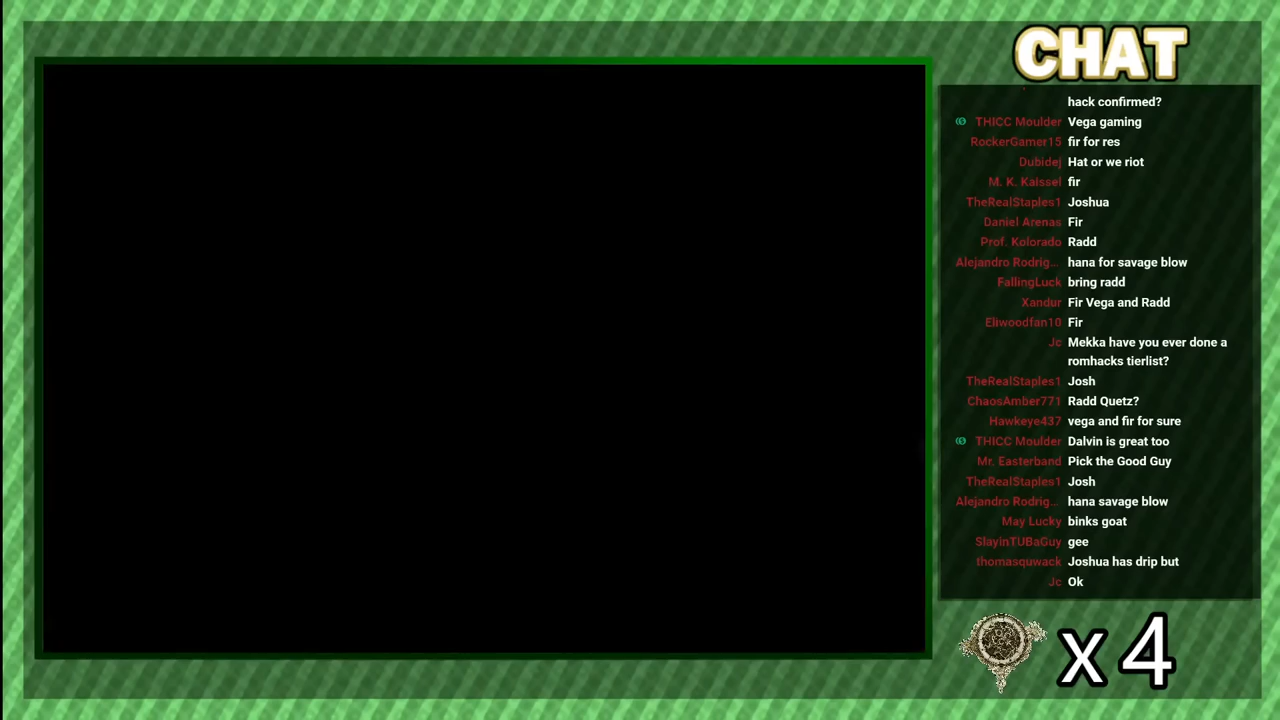 CHAT
hack confirmed?
THICC Moulder Vega gaming
RockerGamer15 fir for res
Dubidej Hat or we riot
M. K. Kaissel fir
TheRealStaples1 Joshua
Daniel Arenas Fir
Prof. Kolorado Radd
Alejandro Rodrig... hana for savage blow
FallingLuck bring radd
Xandur Fir Vega and Radd
Eliwoodfan10 Fir
Jc Mekka have you ever done a
romhacks tierlist?
TheRealStaples1 Josh
ChaosAmber771 Radd Quetz?
Hawkeye437 vega and fir for sure
THICC Moulder Dalvin is great too
Mr. Easterband Pick the Good Guy
TheRealStaples1 Josh
Alejandro Rodrig... hana savage blow
May Lucky binks goat
SlayinTUBaGuy gee
thomasquwack Joshua has drip but
Jc Ok
x 4